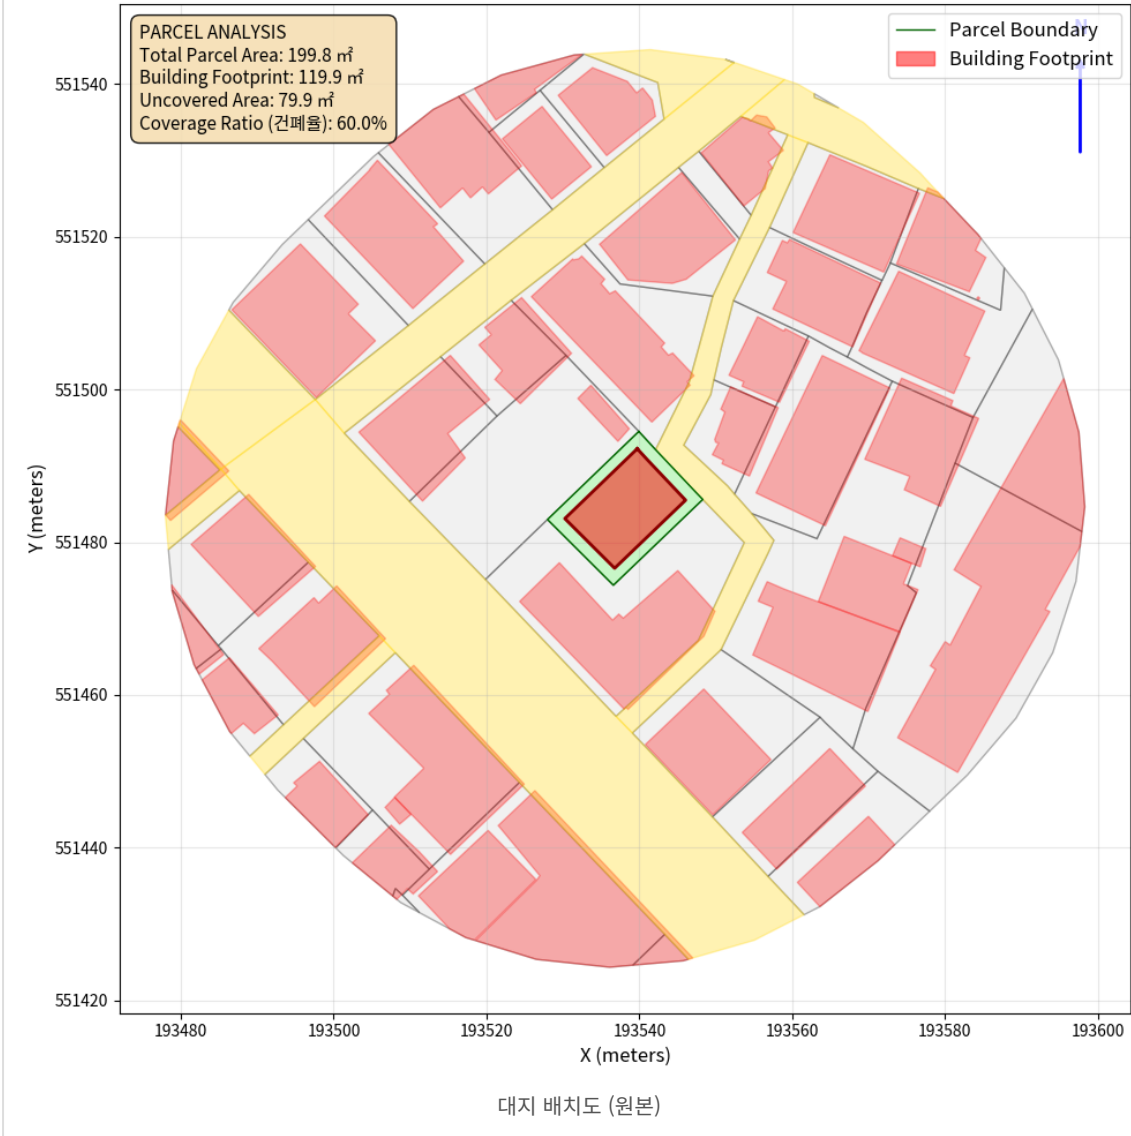 PARCEL ANALYSIS
Total Parcel Area: 199.8 ㎡
Building Footprint: 119.9 ㎡
Uncovered Area: 79.9 ㎡
Coverage Ratio (건폐율): 60.0%
N
Parcel Boundary
Building Footprint
551540
551520
551500
551480
551460
551440
551420
Y (meters)
193480 193500 193520 193540 193560 193580 193600
X (meters)
대지 배치도 (원본)